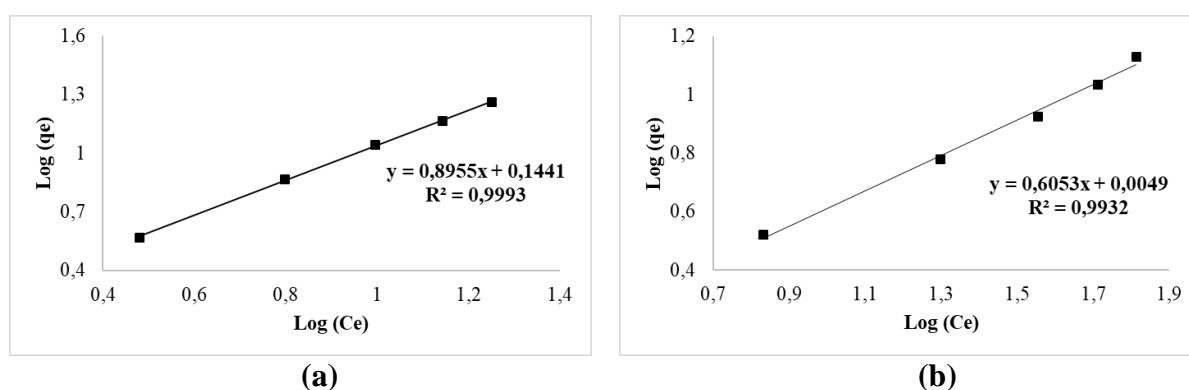 1,6
1,3
1
0,7
0,4
Log (qe)
y = 0,8955x + 0,1441
R² = 0,9993
0,4 0,6 0,8 1 1,2 1,4
Log (Ce)
(a)
1,2
1
0,8
0,6
0,4
Log (qe)
y = 0,6053x + 0,0049
R² = 0,9932
0,7 0,9 1,1 1,3 1,5 1,7 1,9
Log (Ce)
(b)